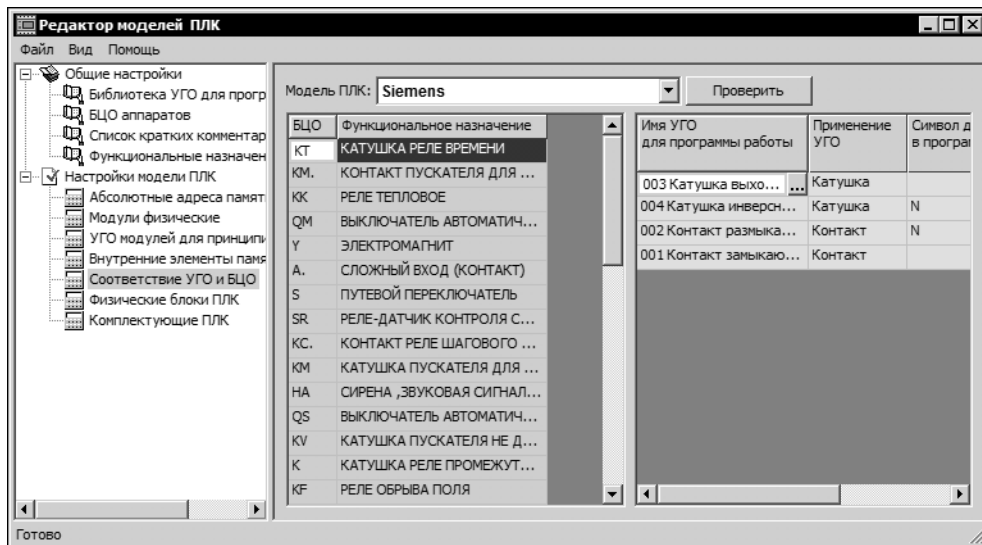 Редактор моделей ПЛК
Файл Вид Помощь
Общие настройки
Библиотека УГО для прогр
БЦО аппаратов
Список кратких комментар
Функциональные назначен
Настройки модели ПЛК
Абсолютные адреса памят
Модули физические
УГО модулей для принципи
Внутренние элементы памя
Соответствие УГО и БЦО
Физические блоки ПЛК
Комплектующие ПЛК
Модель ПЛК: Siemens Проверить
БЦО Функциональное назначение
KT КАТУШКА РЕЛЕ ВРЕМЕНИ
KM. КОНТАКТ ПУСКАТЕЛЯ ДЛЯ ...
KK РЕЛЕ ТЕПЛОВОЕ
QM ВЫКЛЮЧАТЕЛЬ АВТОМАТИЧ...
Y ЭЛЕКТРОМАГНИТ
A. СЛОЖНЫЙ ВХОД (КОНТАКТ)
S ПУТЕВОЙ ПЕРЕКЛЮЧАТЕЛЬ
SR РЕЛЕ-ДАТЧИК КОНТРОЛЯ С...
KC. КОНТАКТ РЕЛЕ ШАГОВОГО ...
KM КАТУШКА ПУСКАТЕЛЯ ДЛЯ ...
HA СИРЕНА ,ЗВУКОВАЯ СИГНАЛ...
QS ВЫКЛЮЧАТЕЛЬ АВТОМАТИЧ...
KV КАТУШКА ПУСКАТЕЛЯ НЕ Д...
K КАТУШКА РЕЛЕ ПРОМЕЖУТ...
KF РЕЛЕ ОБРЫВА ПОЛЯ
Имя УГО Применение Символ д
для программы работы УГО в програм
003 Катушка выхо... ... Катушка
004 Катушка инверсн... Катушка N
002 Контакт размыка... Контакт N
001 Контакт замыкаю... Контакт
Готово